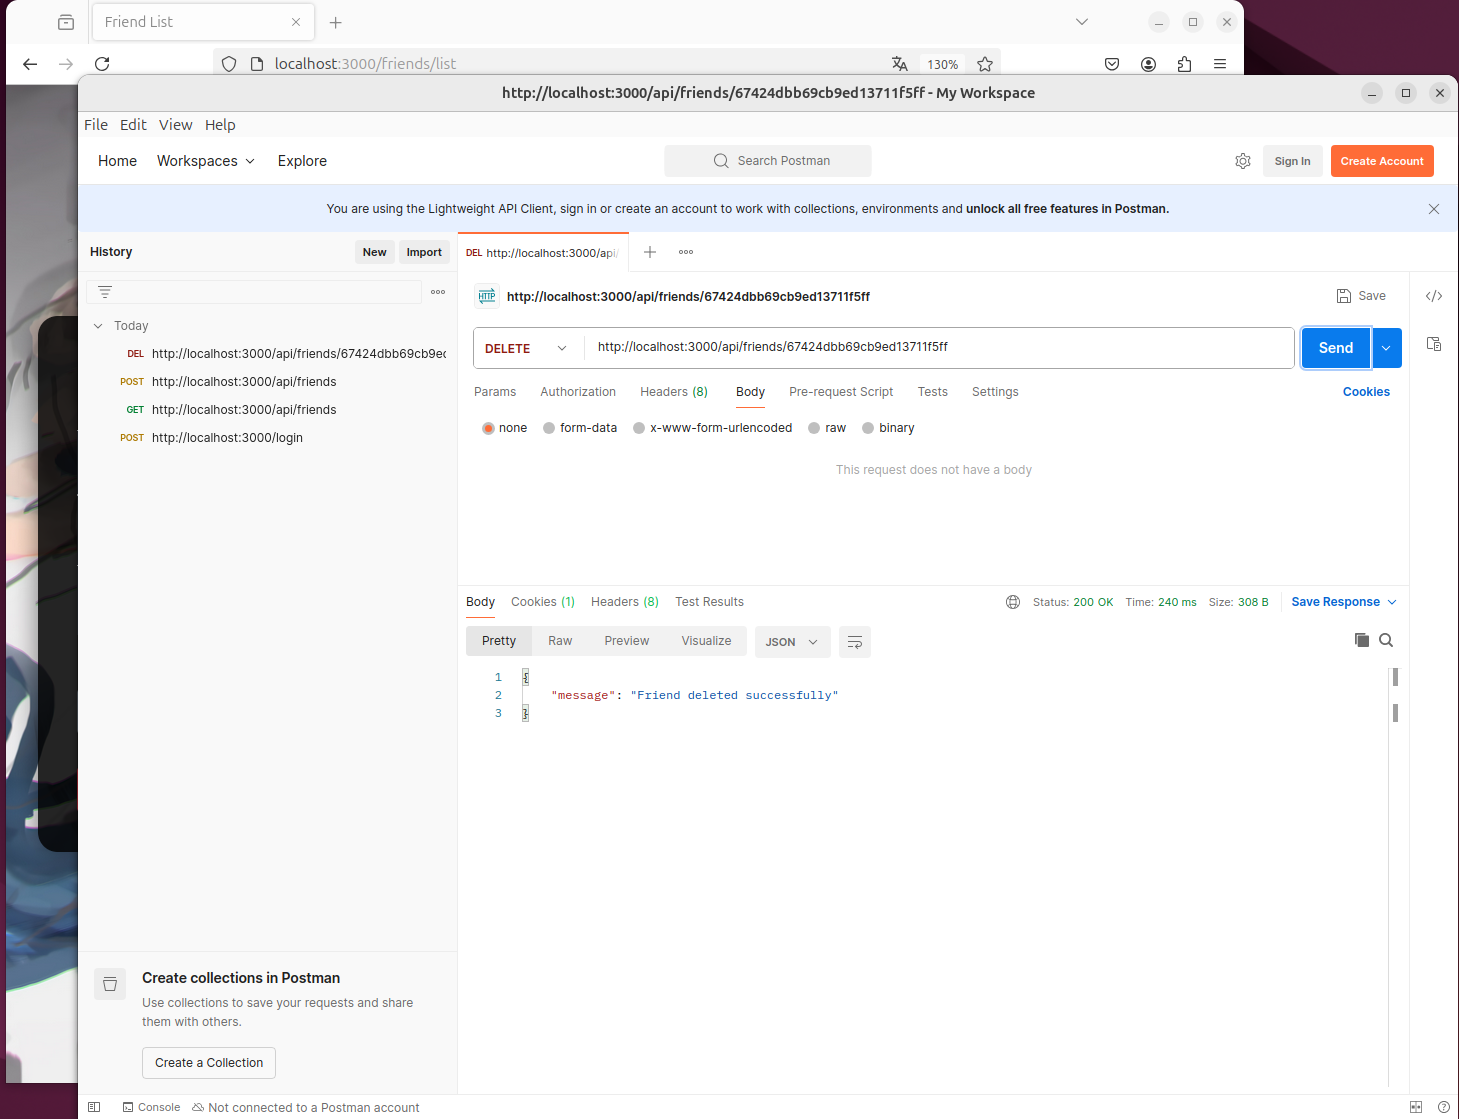 Friend List
localhost:3000/friends/list
130%
http://localhost:3000/api/friends/67424dbb69cb9ed13711f5ff - My Workspace
File Edit View Help
Home Workspaces Explore
Search Postman
Sign In
Create Account
You are using the Lightweight API Client, sign in or create an account to work with collections, environments and unlock all free features in Postman.
History
New
Import
DEL http://localhost:3000/api/
HTTP http://localhost:3000/api/friends/67424dbb69cb9ed13711f5ff
Save
Today
DEL http://localhost:3000/api/friends/67424dbb69cb9ec
POST http://localhost:3000/api/friends
GET http://localhost:3000/api/friends
POST http://localhost:3000/login
DELETE http://localhost:3000/api/friends/67424dbb69cb9ed13711f5ff
Send
Params Authorization Headers (8) Body Pre-request Script Tests Settings
Cookies
none form-data x-www-form-urlencoded raw binary
This request does not have a body
Body Cookies (1) Headers (8) Test Results
Status: 200 OK Time: 240 ms Size: 308 B
Save Response
Pretty Raw Preview Visualize
JSON
1 {
2 "message": "Friend deleted successfully"
3 }
Create collections in Postman
Use collections to save your requests and share
them with others.
Create a Collection
Console Not connected to a Postman account